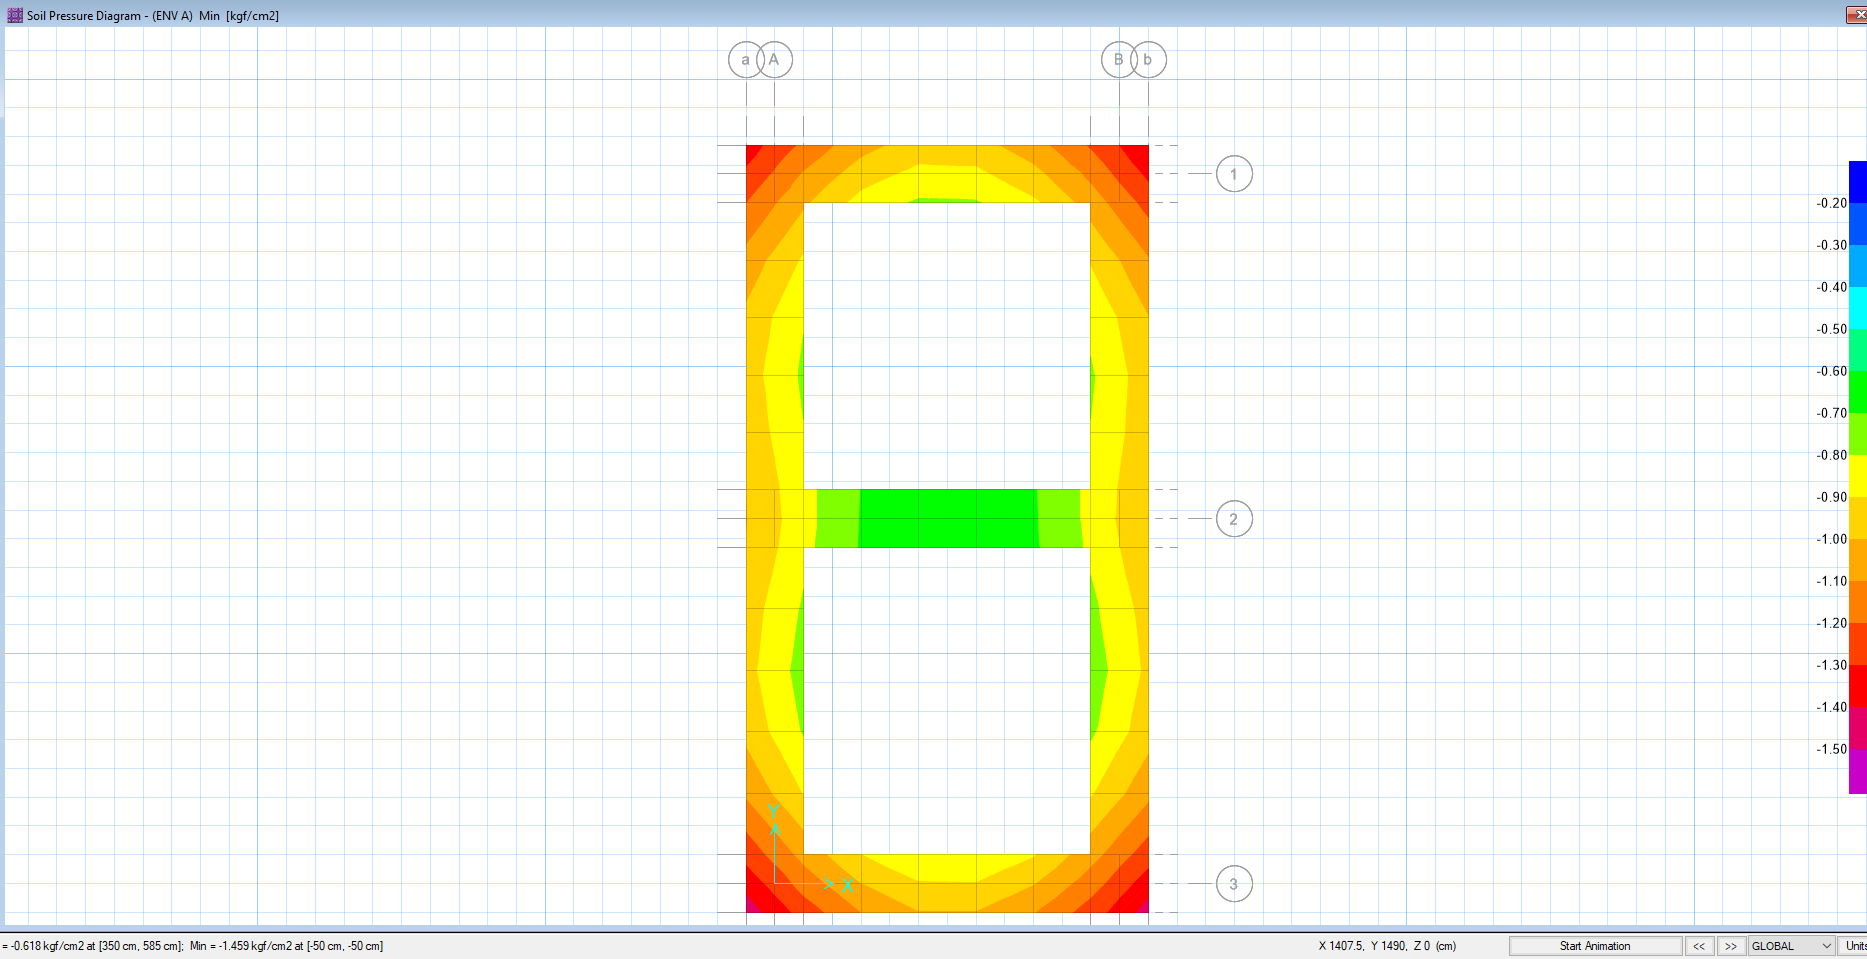 Soil Pressure Diagram - (ENV A)  Min  [kgf/cm2]
a A B b
1
2
3
Y
X
-0.20
-0.30
-0.40
-0.50
-0.60
-0.70
-0.80
-0.90
-1.00
-1.10
-1.20
-1.30
-1.40
-1.50
= -0.618 kgf/cm2 at [350 cm, 585 cm];  Min = -1.459 kgf/cm2 at [-50 cm, -50 cm]
X 1407.5,  Y 1490,  Z 0  (cm)
Start Animation
<< >>
GLOBAL
Units